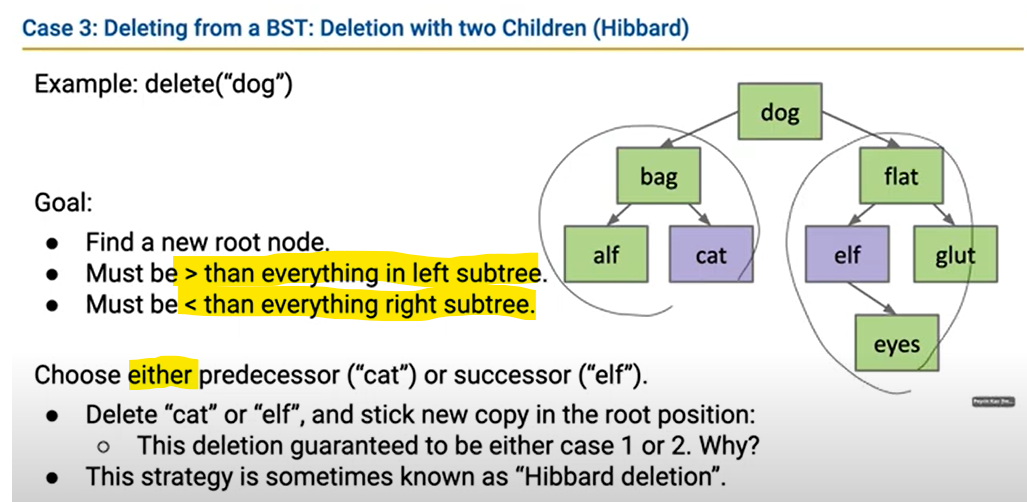 Case 3: Deleting from a BST: Deletion with two Children (Hibbard)
Example: delete(“dog”)
dog
bag
flat
alf
cat
elf
glut
eyes
Goal:
● Find a new root node.
● Must be > than everything in left subtree.
● Must be < than everything right subtree.
Choose either predecessor (“cat”) or successor (“elf”).
● Delete “cat” or “elf”, and stick new copy in the root position:
○ This deletion guaranteed to be either case 1 or 2. Why?
● This strategy is sometimes known as “Hibbard deletion”.